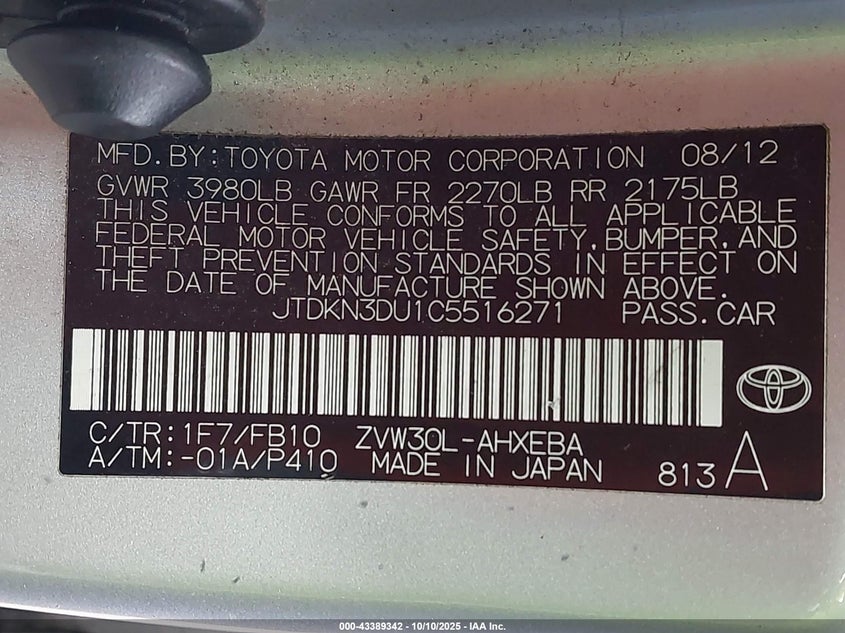 MFD.BY:TOYOTA MOTOR CORPORATION 08/12
GVWR 3980LB GAWR FR 2270LB RR 2175LB
THIS VEHICLE CONFORMS TO ALL APPLICABLE
FEDERAL MOTOR VEHICLE SAFETY,BUMPER,AND
THEFT PREVENTION STANDARDS IN EFFECT ON
THE DATE OF MANUFACTURE SHOWN ABOVE.
JTDKN3DU1C5516271 PASS.CAR
C/TR:1F7/FB10 ZVW30L-AHXEBA
A/TM:-01A/P410 MADE IN JAPAN 813 A
000-43389342 / 10/10/2025 - IAA Inc.